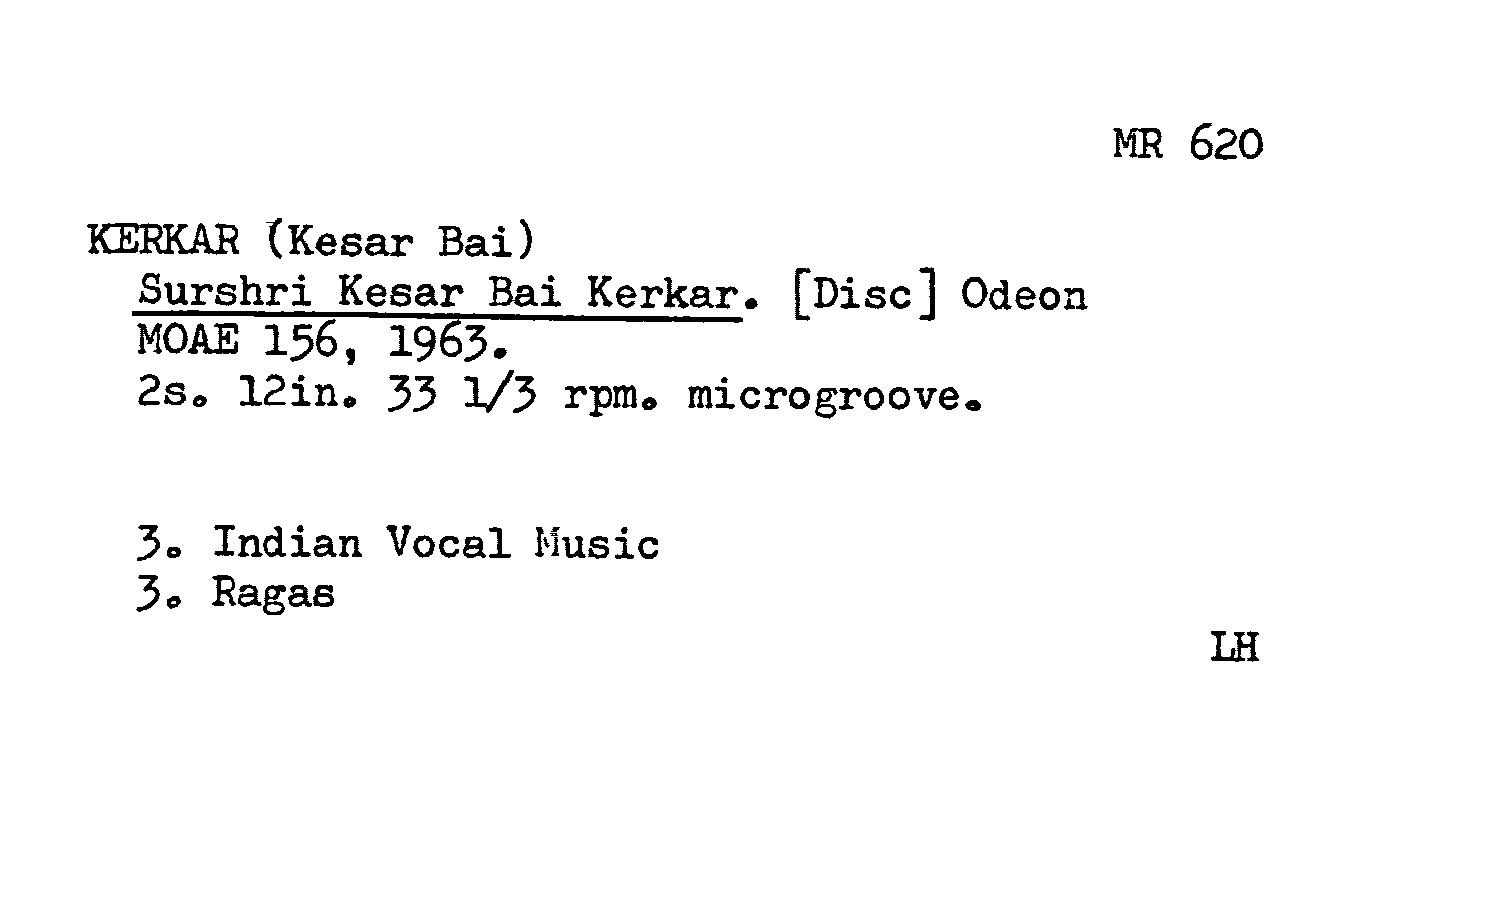 MR 620
KERKAR (Kesar Bai)
Surshri Kesar Bai Kerkar. [Disc] Odeon
MOAE 156, 1963.
2s. 12in. 33 1/3 rpm. microgroove.
3. Indian Vocal Music
3. Ragas
LH